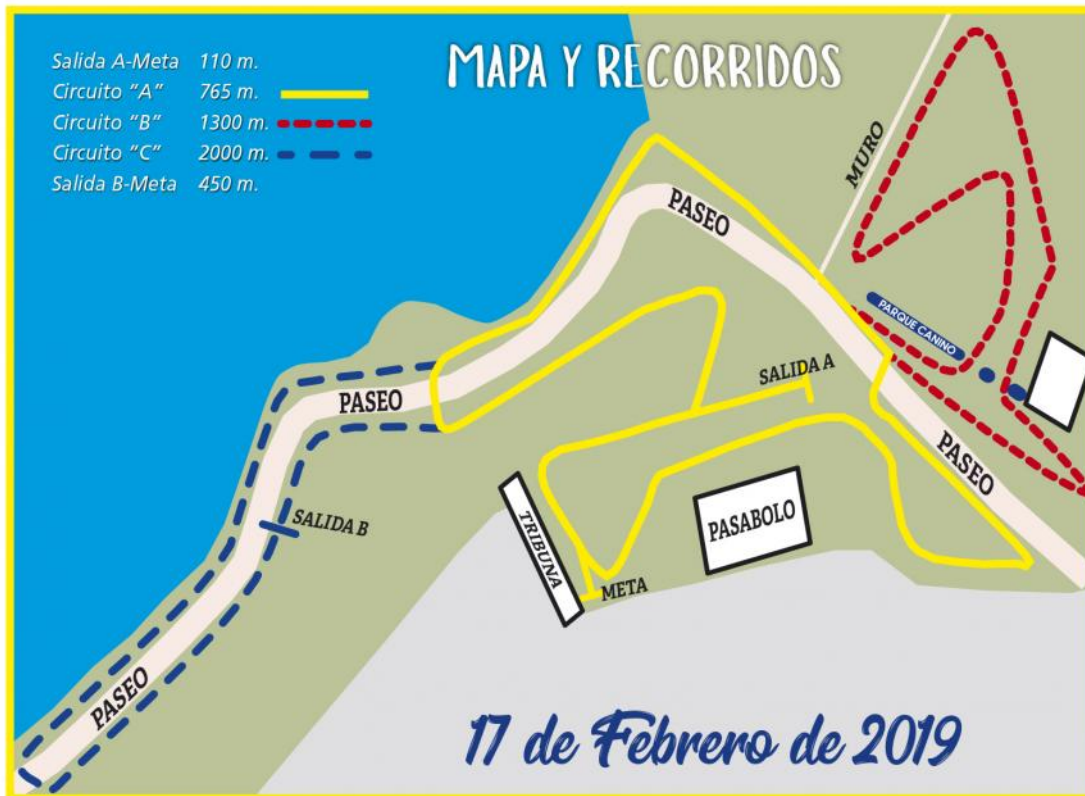 MAPA Y RECORRIDOS
Salida A-Meta 110 m.
Circuito "A" 765 m.
Circuito "B" 1300 m.
Circuito "C" 2000 m.
Salida B-Meta 450 m.
MURO
PASEO
PARQUE CANINO
SALIDA A
PASEO
PASEO
SALIDA B
TRIBUNA
PASABOLO
META
PASEO
17 de Febrero de 2019